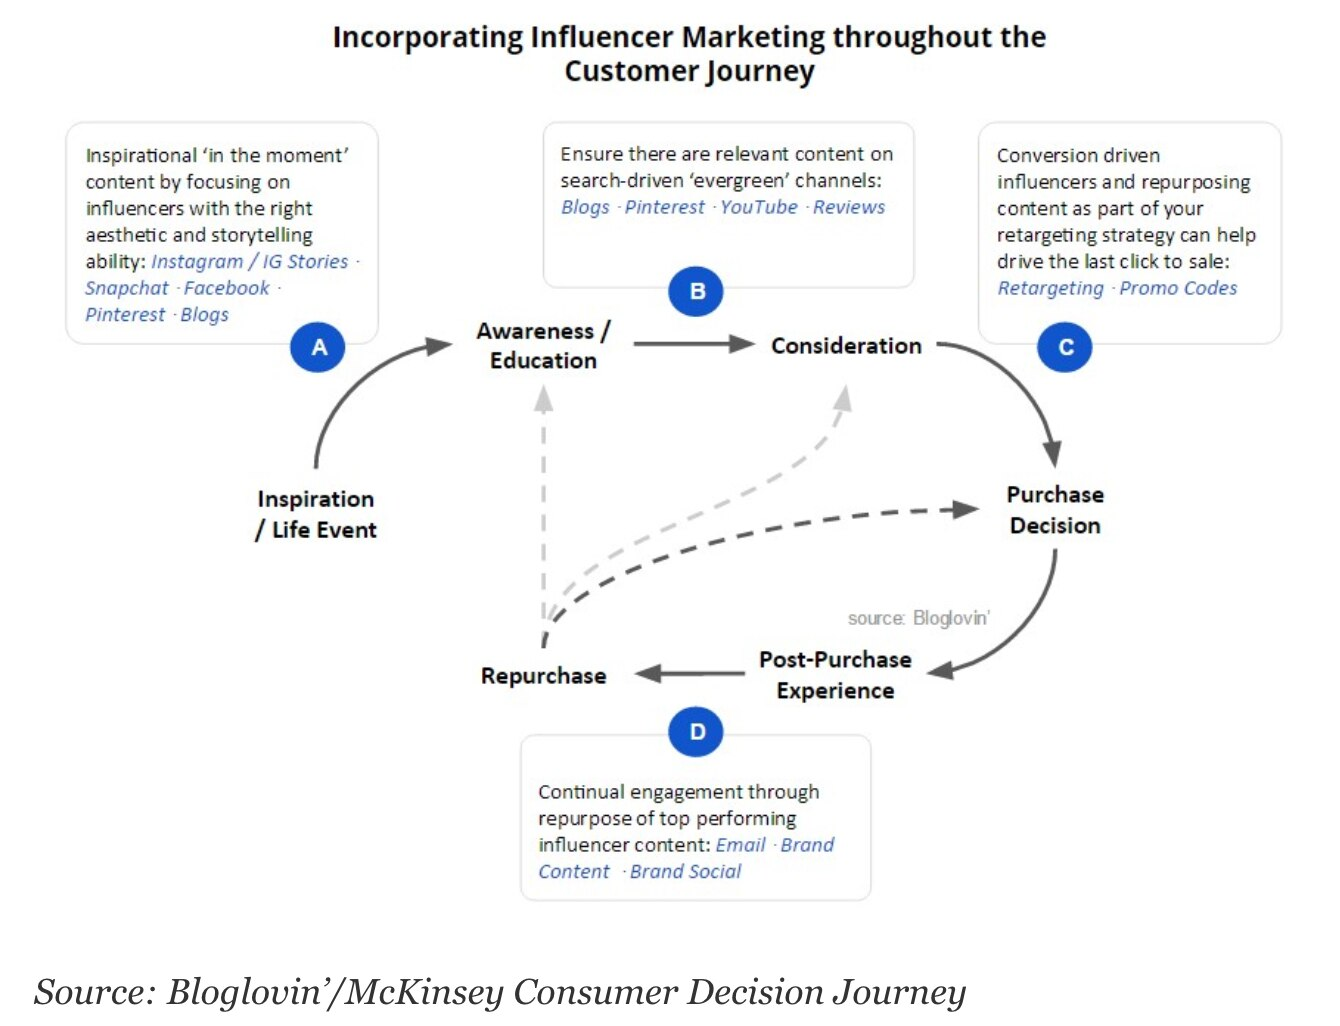 Incorporating Influencer Marketing throughout the
Customer Journey
Inspirational ‘in the moment’
content by focusing on
influencers with the right
aesthetic and storytelling
ability: Instagram / IG Stories ·
Snapchat · Facebook ·
Pinterest · Blogs
A
Ensure there are relevant content on
search-driven ‘evergreen’ channels:
Blogs · Pinterest · YouTube · Reviews
B
Conversion driven
influencers and repurposing
content as part of your
retargeting strategy can help
drive the last click to sale:
Retargeting · Promo Codes
C
Awareness /
Education
Consideration
Inspiration
/ Life Event
Purchase
Decision
source: Bloglovin’
Post-Purchase
Experience
Repurchase
D
Continual engagement through
repurpose of top performing
influencer content: Email · Brand
Content · Brand Social
Source: Bloglovin’/McKinsey Consumer Decision Journey